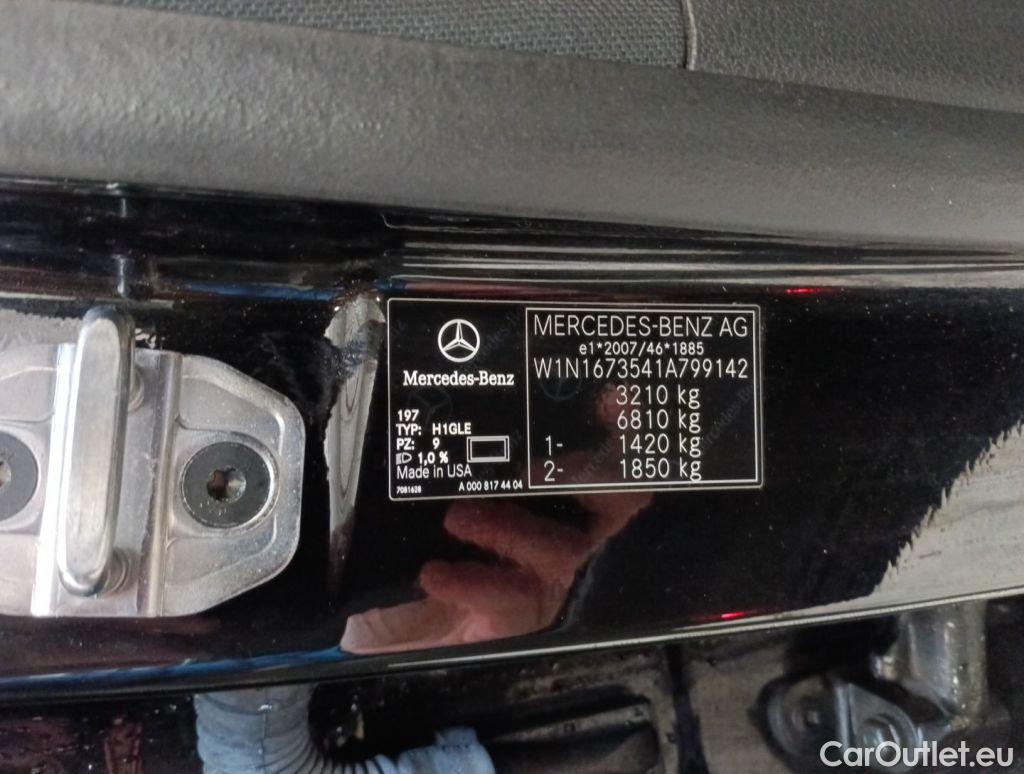 Mercedes-Benz
197
TYP: H1GLE
PZ: 9
1,0 %
Made in USA
7081628 A 000 817 44 04
MERCEDES-BENZ AG
e1*2007/46*1885
W1N1673541A799142
3210 kg
6810 kg
1- 1420 kg
2- 1850 kg
CarOutlet.eu